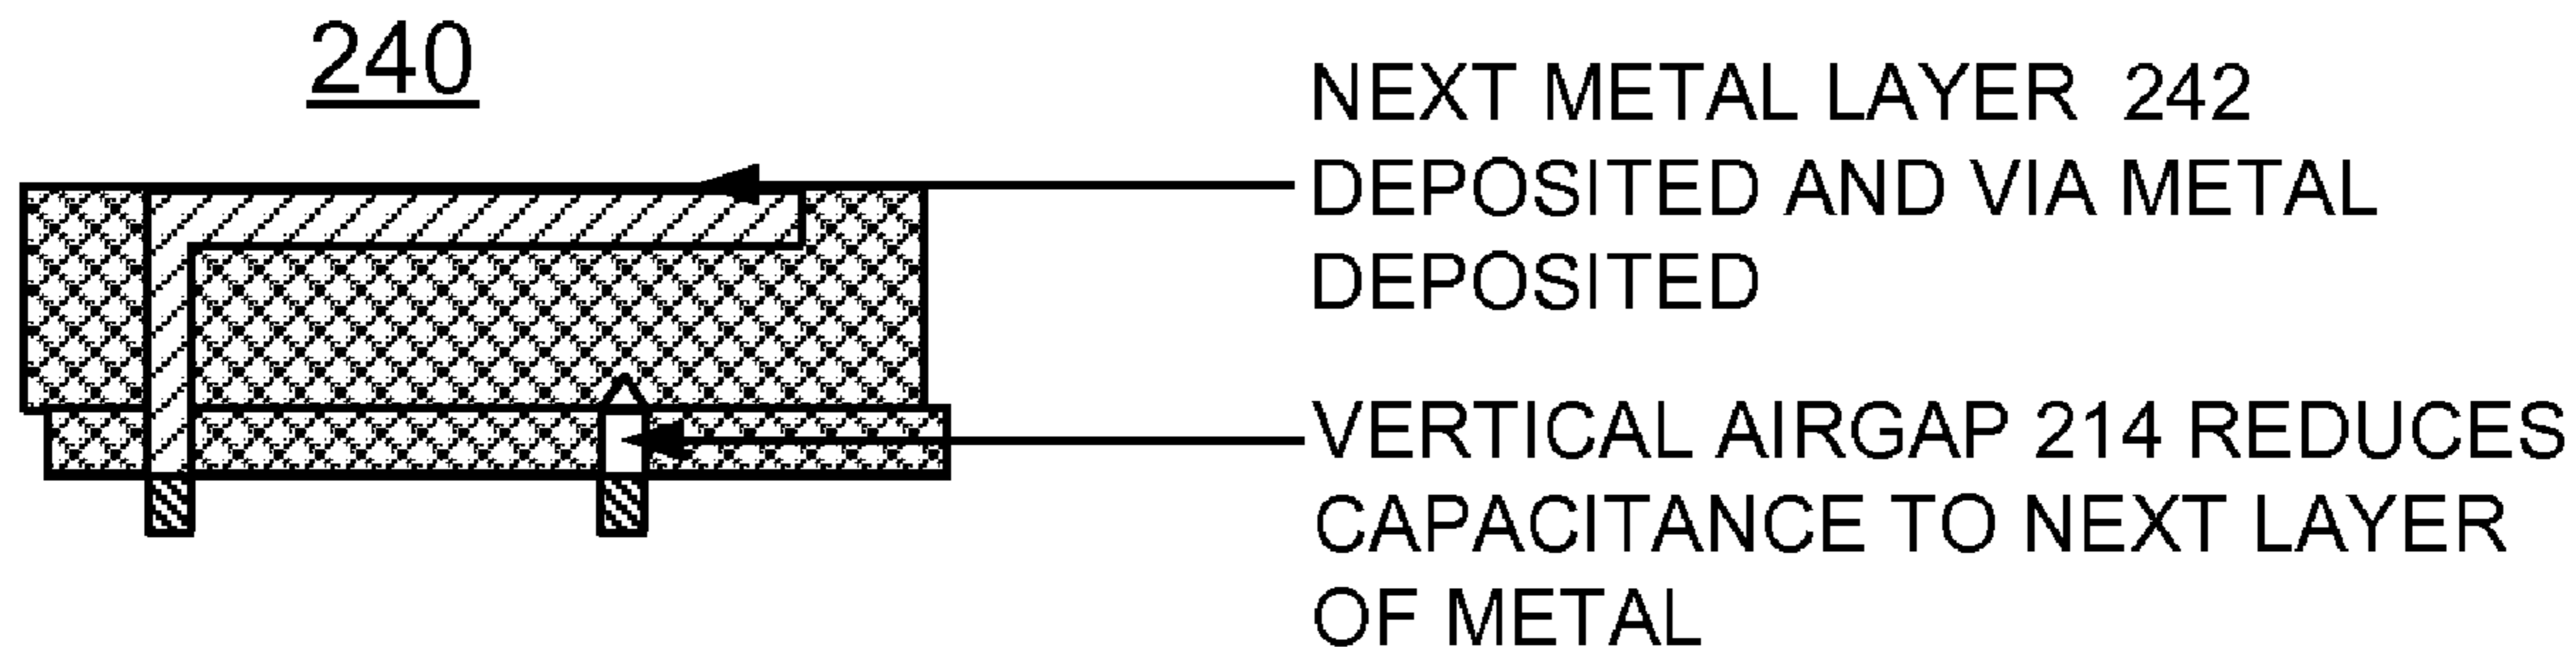 240
NEXT METAL LAYER 242
DEPOSITED AND VIA METAL
DEPOSITED
VERTICAL AIRGAP 214 REDUCES
CAPACITANCE TO NEXT LAYER
OF METAL